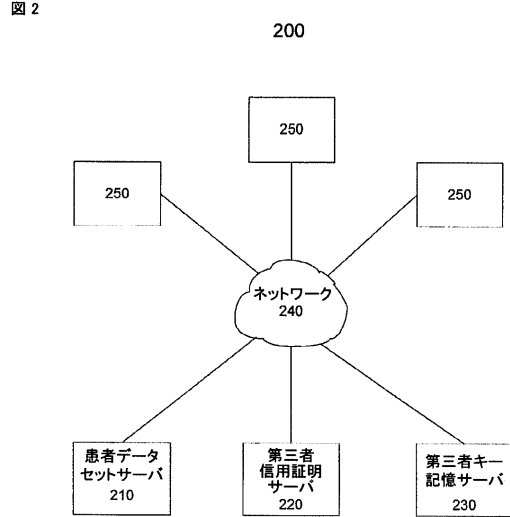 図 2
200
250
250
250
ネットワーク
240
患者データ
セットサーバ
210
第三者
信用証明
サーバ
220
第三者キー
記憶サーバ
230